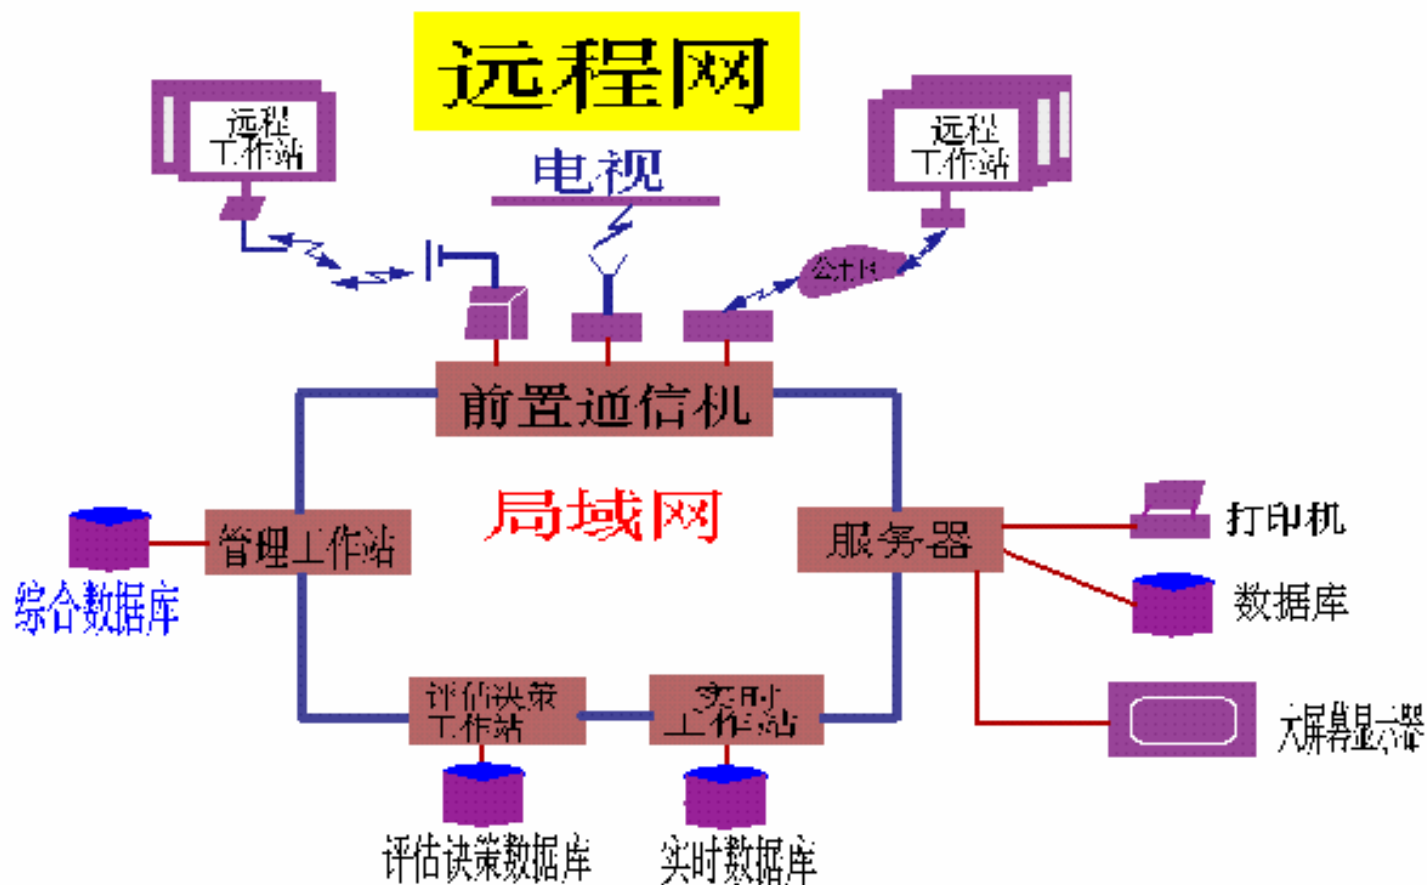 远程网
远程
工作站
电视
远程
工作站
公用网
前置通信机
局域网
管理工作站
服务器
打印机
综合数据库
数据库
评估决策
工作站
实时
工作站
大屏幕显示器
评估决策数据库
实时数据库